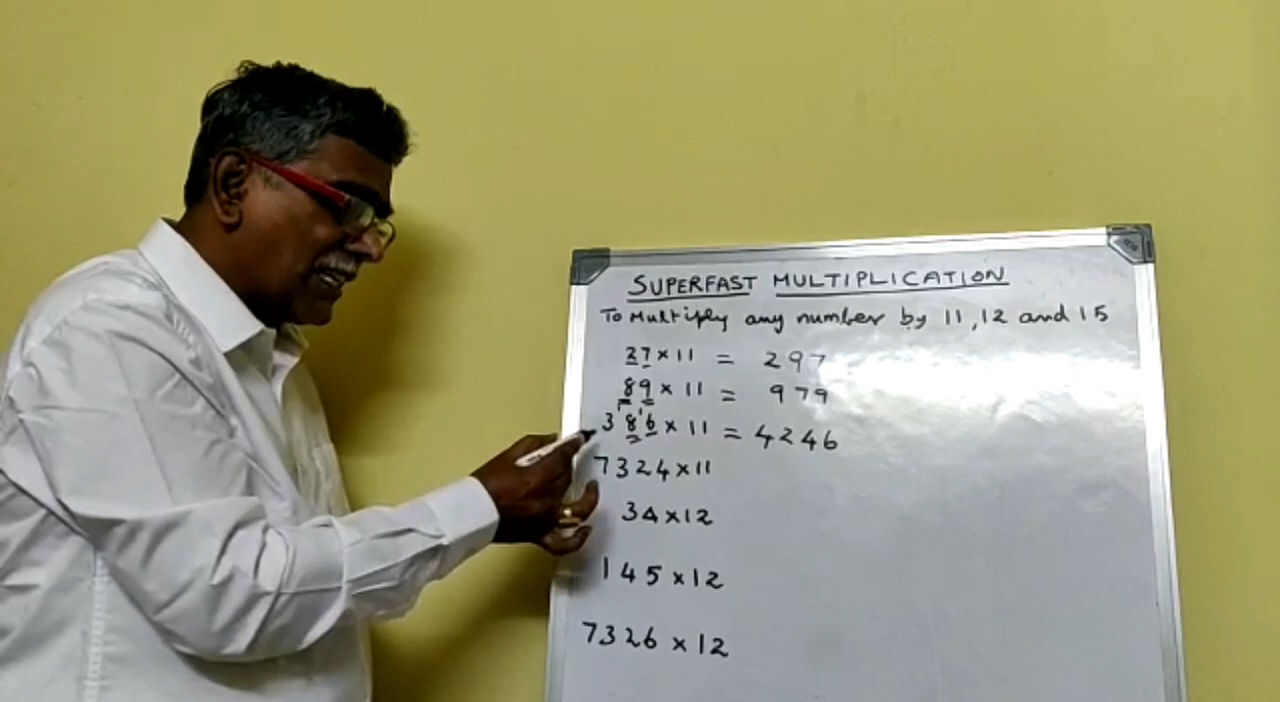 SUPERFAST MULTIPLICATION
To Multiply any number by 11, 12 and 15
27 × 11 = 297
89 × 11 = 979
3¹8¹6 × 11 = 4246
7324 × 11
34 × 12
145 × 12
7326 × 12